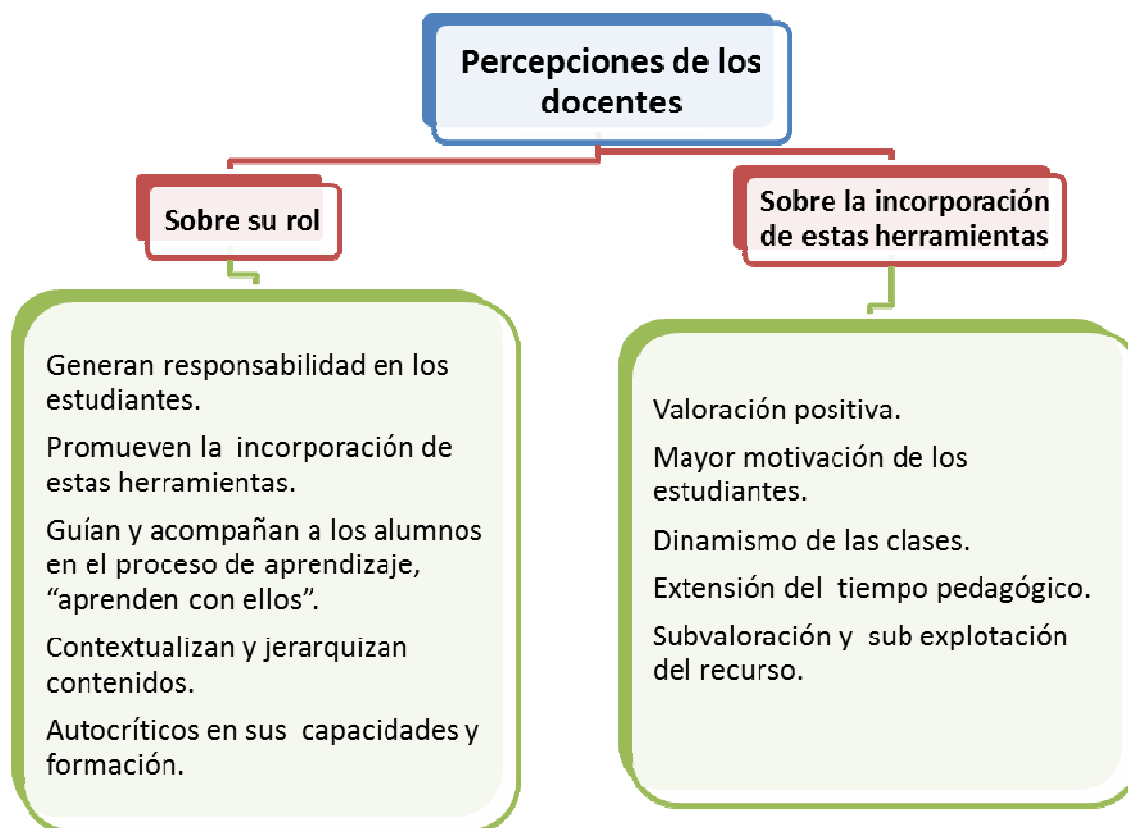 Percepciones de los
docentes
Sobre su rol
Sobre la incorporación
de estas herramientas
Generan responsabilidad en los
estudiantes.
Promueven la incorporación de
estas herramientas.
Guían y acompañan a los alumnos
en el proceso de aprendizaje,
“aprenden con ellos”.
Contextualizan y jerarquizan
contenidos.
Autocríticos en sus capacidades y
formación.
Valoración positiva.
Mayor motivación de los
estudiantes.
Dinamismo de las clases.
Extensión del tiempo pedagógico.
Subvaloración y sub explotación
del recurso.